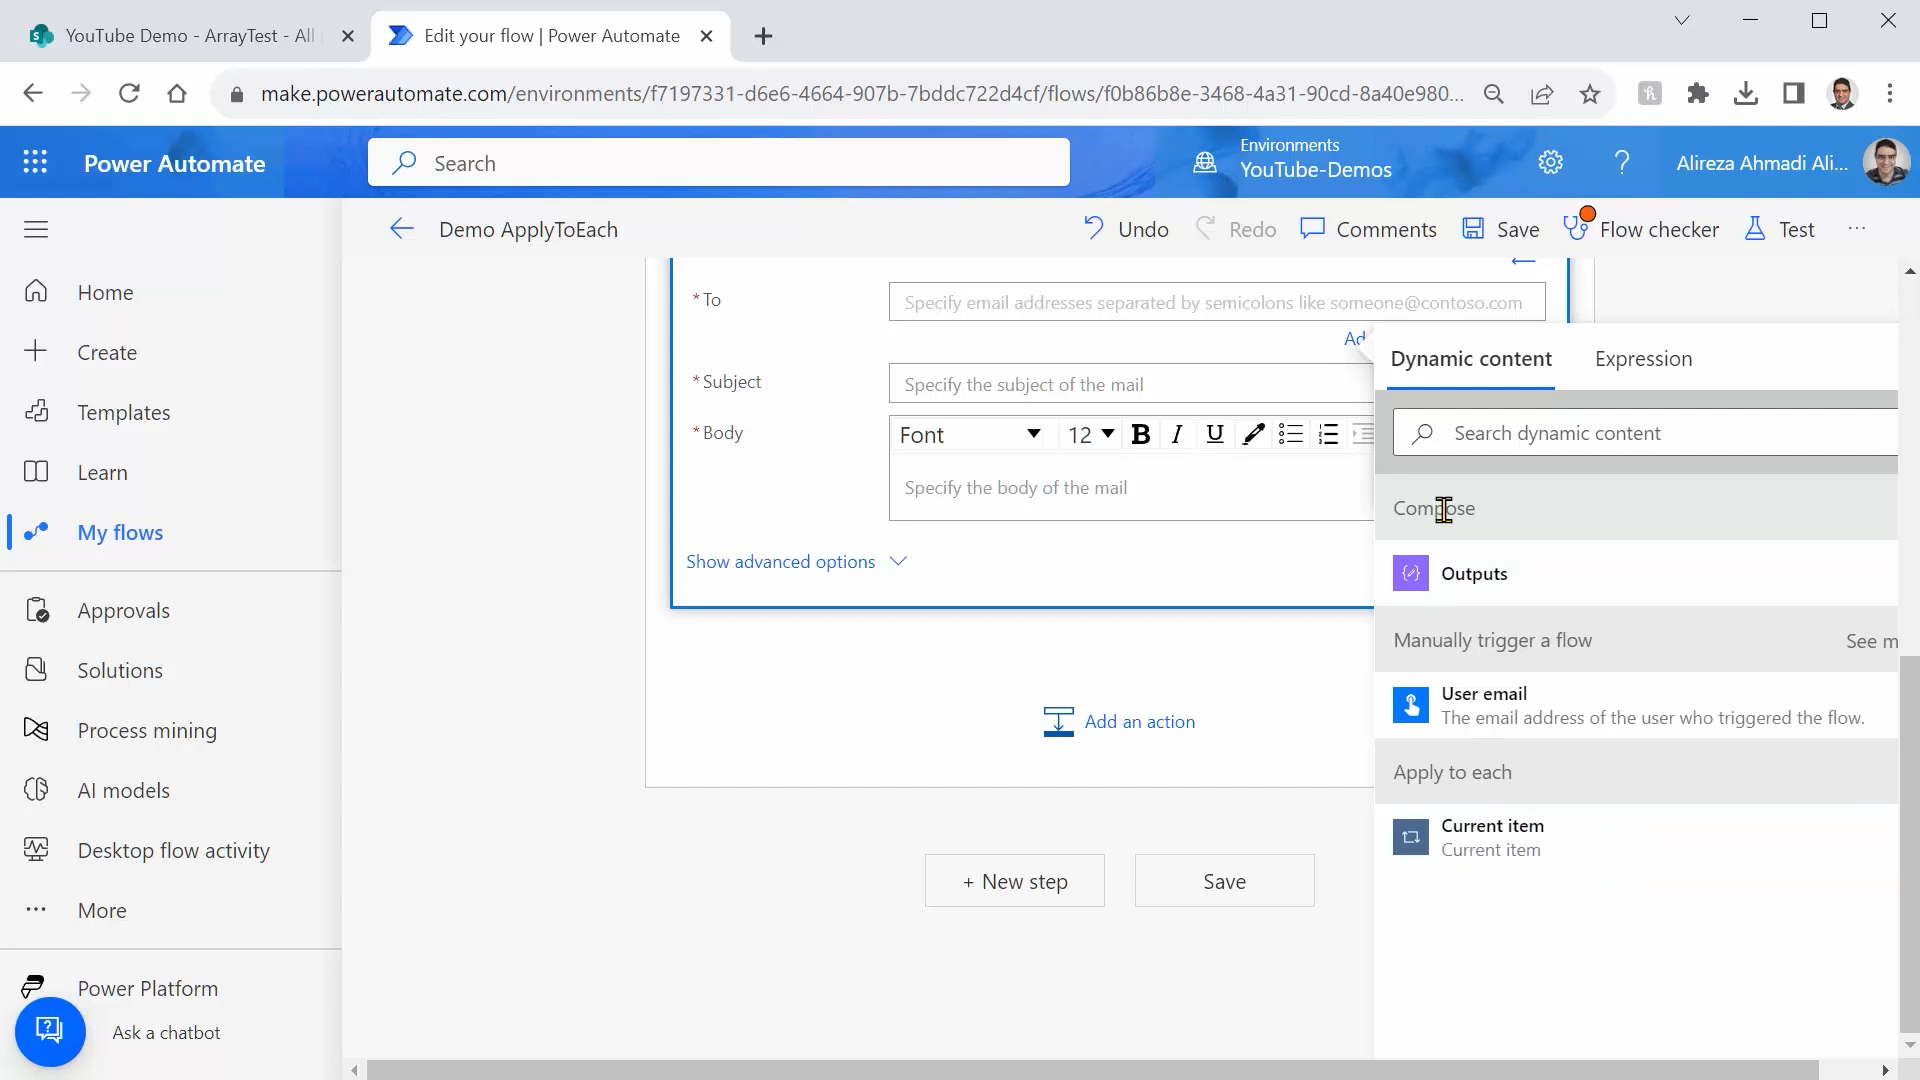 YouTube Demo - ArrayTest - All
Edit your flow | Power Automate
make.powerautomate.com/environments/f7197331-d6e6-4664-907b-7bddc722d4cf/flows/f0b86b8e-3468-4a31-90cd-8a40e980...
Power Automate
Search
Environments
YouTube-Demos
Alireza Ahmadi Ali...
Demo ApplyToEach
Undo
Redo
Comments
Save
Flow checker
Test
Home
Create
Templates
Learn
My flows
Approvals
Solutions
Process mining
AI models
Desktop flow activity
More
Power Platform
Ask a chatbot
* To
Specify email addresses separated by semicolons like someone@contoso.com
Ad
* Subject
Specify the subject of the mail
* Body
Font
12
B I U
Specify the body of the mail
Show advanced options
Add an action
+ New step
Save
Dynamic content
Expression
Search dynamic content
Compose
Outputs
Manually trigger a flow
See m
User email
The email address of the user who triggered the flow.
Apply to each
Current item
Current item